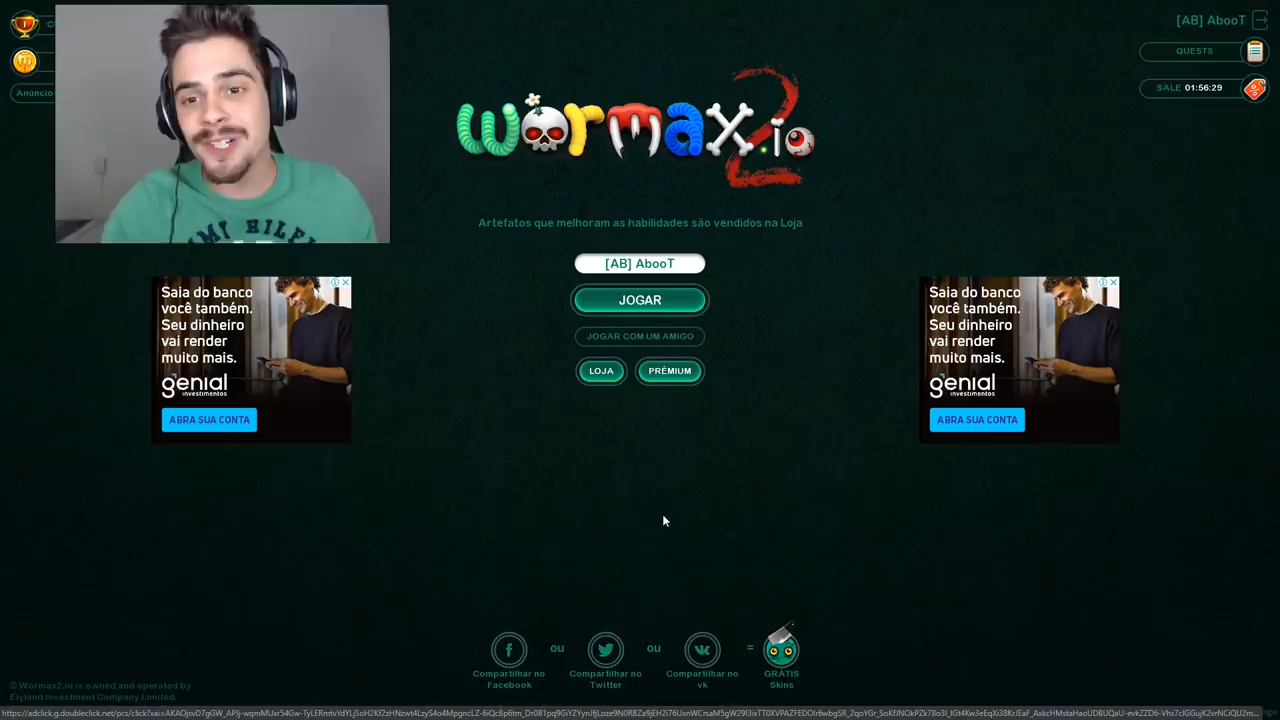 [AB] AbooT
QUESTS
SALE 01:56:29
Anúncios
wormax2.io
Artefatos que melhoram as habilidades são vendidos na Loja
[AB] AbooT
JOGAR
JOGAR COM UM AMIGO
LOJA
PRÉMIUM
Saia do banco
você também.
Seu dinheiro
vai render
muito mais.
genial
investimentos
ABRA SUA CONTA
Saia do banco
você também.
Seu dinheiro
vai render
muito mais.
genial
investimentos
ABRA SUA CONTA
Compartilhar no
Facebook
ou
Compartilhar no
Twitter
ou
Compartilhar no
vk
=
GRÁTIS
Skins
© Wormax2.io is owned and operated by
Elyland Investment Company Limited.